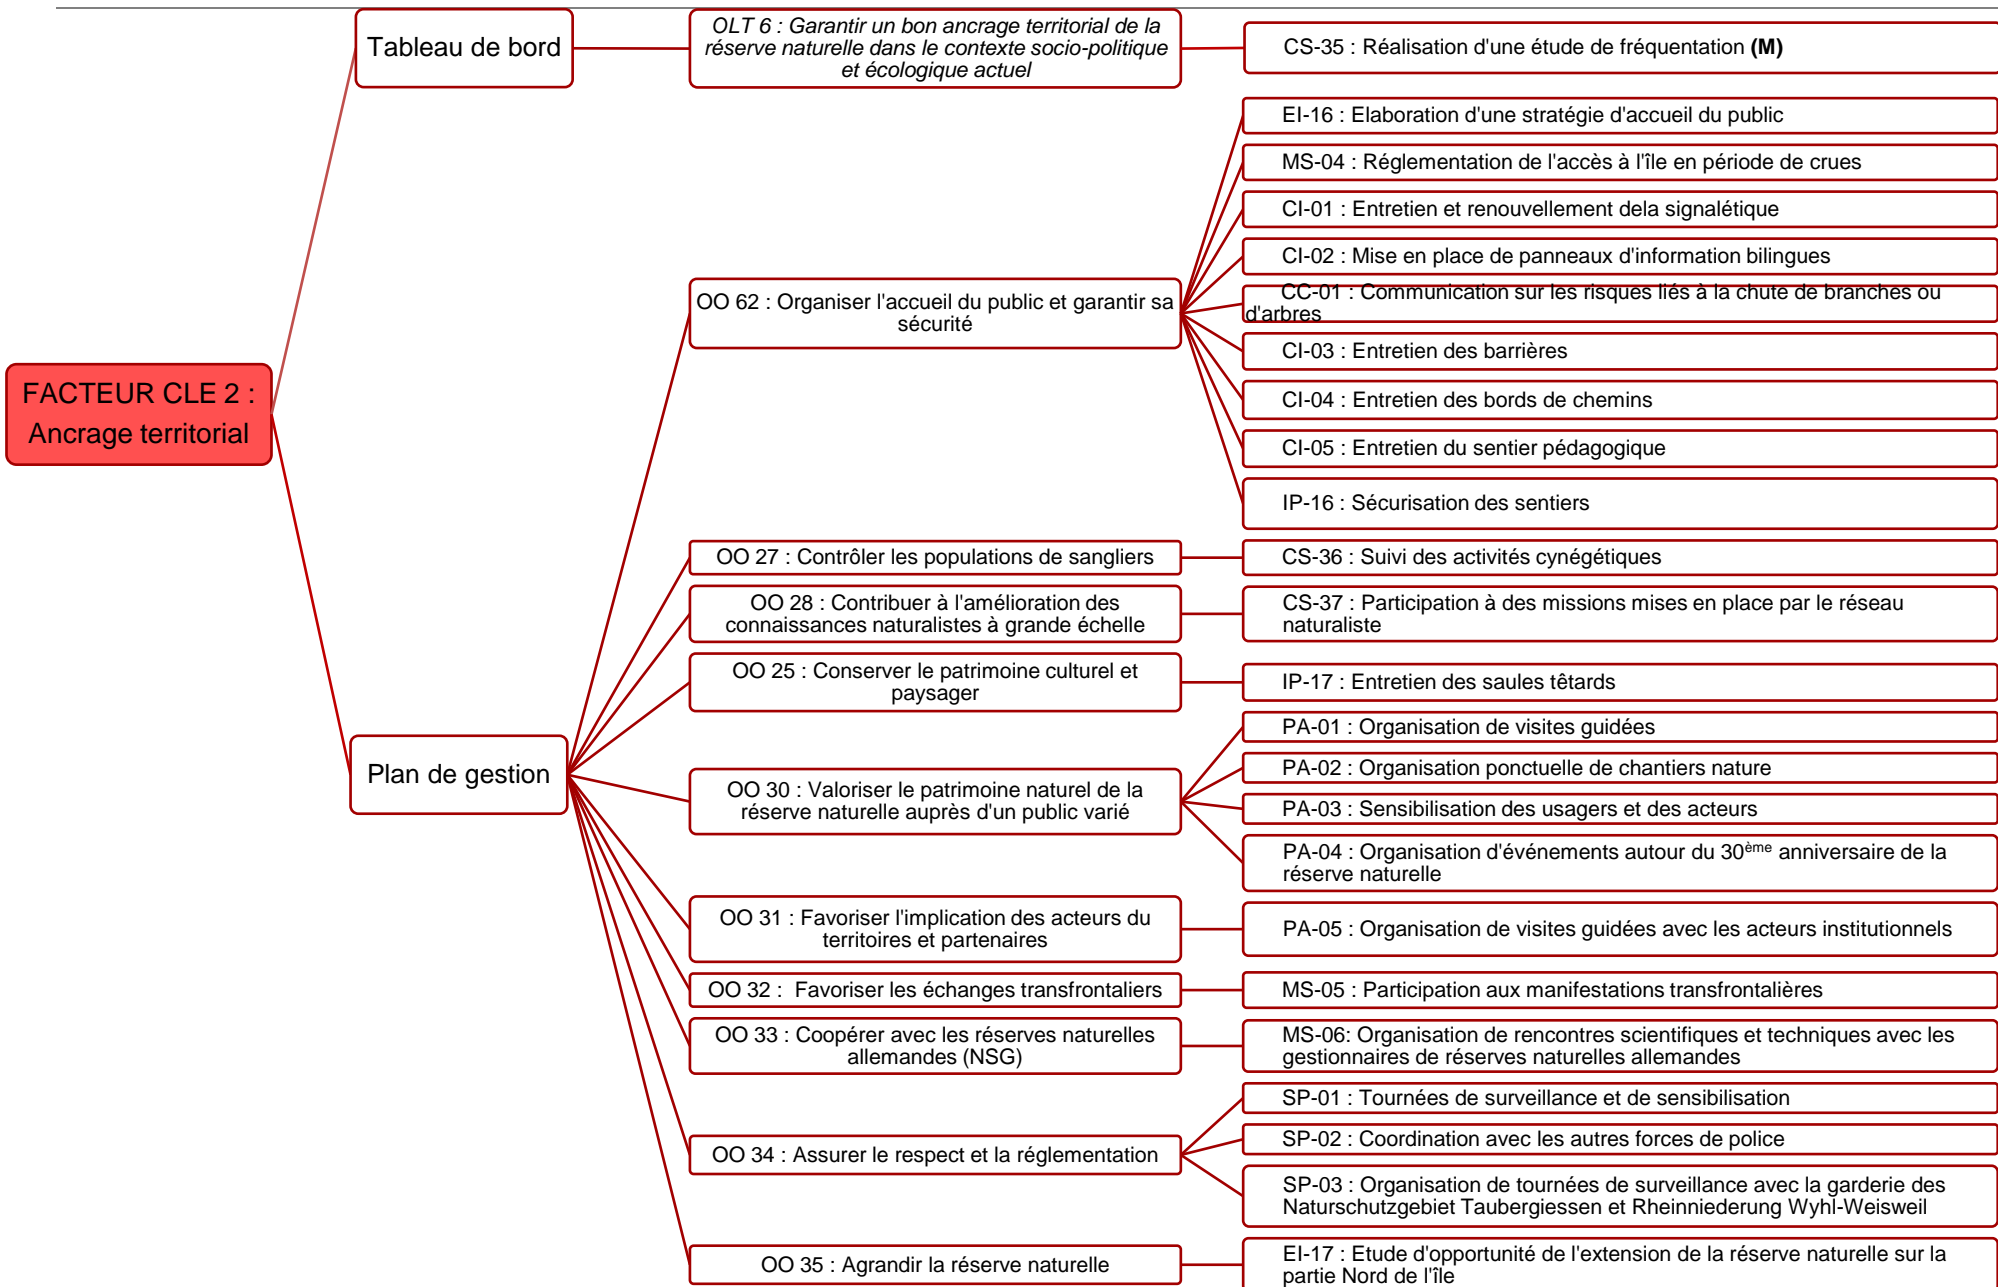 FACTEUR CLE 2 :
Ancrage territorial
Tableau de bord
OLT 6 : Garantir un bon ancrage territorial de la
réserve naturelle dans le contexte socio-politique
et écologique actuel
CS-35 : Réalisation d'une étude de fréquentation (M)
Plan de gestion
OO 62 : Organiser l'accueil du public et garantir sa
sécurité
EI-16 : Elaboration d'une stratégie d'accueil du public
MS-04 : Réglementation de l'accès à l'île en période de crues
CI-01 : Entretien et renouvellement dela signalétique
CI-02 : Mise en place de panneaux d'information bilingues
CC-01 : Communication sur les risques liés à la chute de branches ou
d'arbres
CI-03 : Entretien des barrières
CI-04 : Entretien des bords de chemins
CI-05 : Entretien du sentier pédagogique
IP-16 : Sécurisation des sentiers
OO 27 : Contrôler les populations de sangliers
CS-36 : Suivi des activités cynégétiques
OO 28 : Contribuer à l'amélioration des
connaissances naturalistes à grande échelle
CS-37 : Participation à des missions mises en place par le réseau
naturaliste
OO 25 : Conserver le patrimoine culturel et
paysager
IP-17 : Entretien des saules têtards
OO 30 : Valoriser le patrimoine naturel de la
réserve naturelle auprès d'un public varié
PA-01 : Organisation de visites guidées
PA-02 : Organisation ponctuelle de chantiers nature
PA-03 : Sensibilisation des usagers et des acteurs
PA-04 : Organisation d'événements autour du 30ème anniversaire de la
réserve naturelle
OO 31 : Favoriser l'implication des acteurs du
territoires et partenaires
PA-05 : Organisation de visites guidées avec les acteurs institutionnels
OO 32 :  Favoriser les échanges transfrontaliers
MS-05 : Participation aux manifestations transfrontalières
OO 33 : Coopérer avec les réserves naturelles
allemandes (NSG)
MS-06: Organisation de rencontres scientifiques et techniques avec les
gestionnaires de réserves naturelles allemandes
OO 34 : Assurer le respect et la réglementation
SP-01 : Tournées de surveillance et de sensibilisation
SP-02 : Coordination avec les autres forces de police
SP-03 : Organisation de tournées de surveillance avec la garderie des
Naturschutzgebiet Taubergiessen et Rheinniederung Wyhl-Weisweil
OO 35 : Agrandir la réserve naturelle
EI-17 : Etude d'opportunité de l'extension de la réserve naturelle sur la
partie Nord de l'île